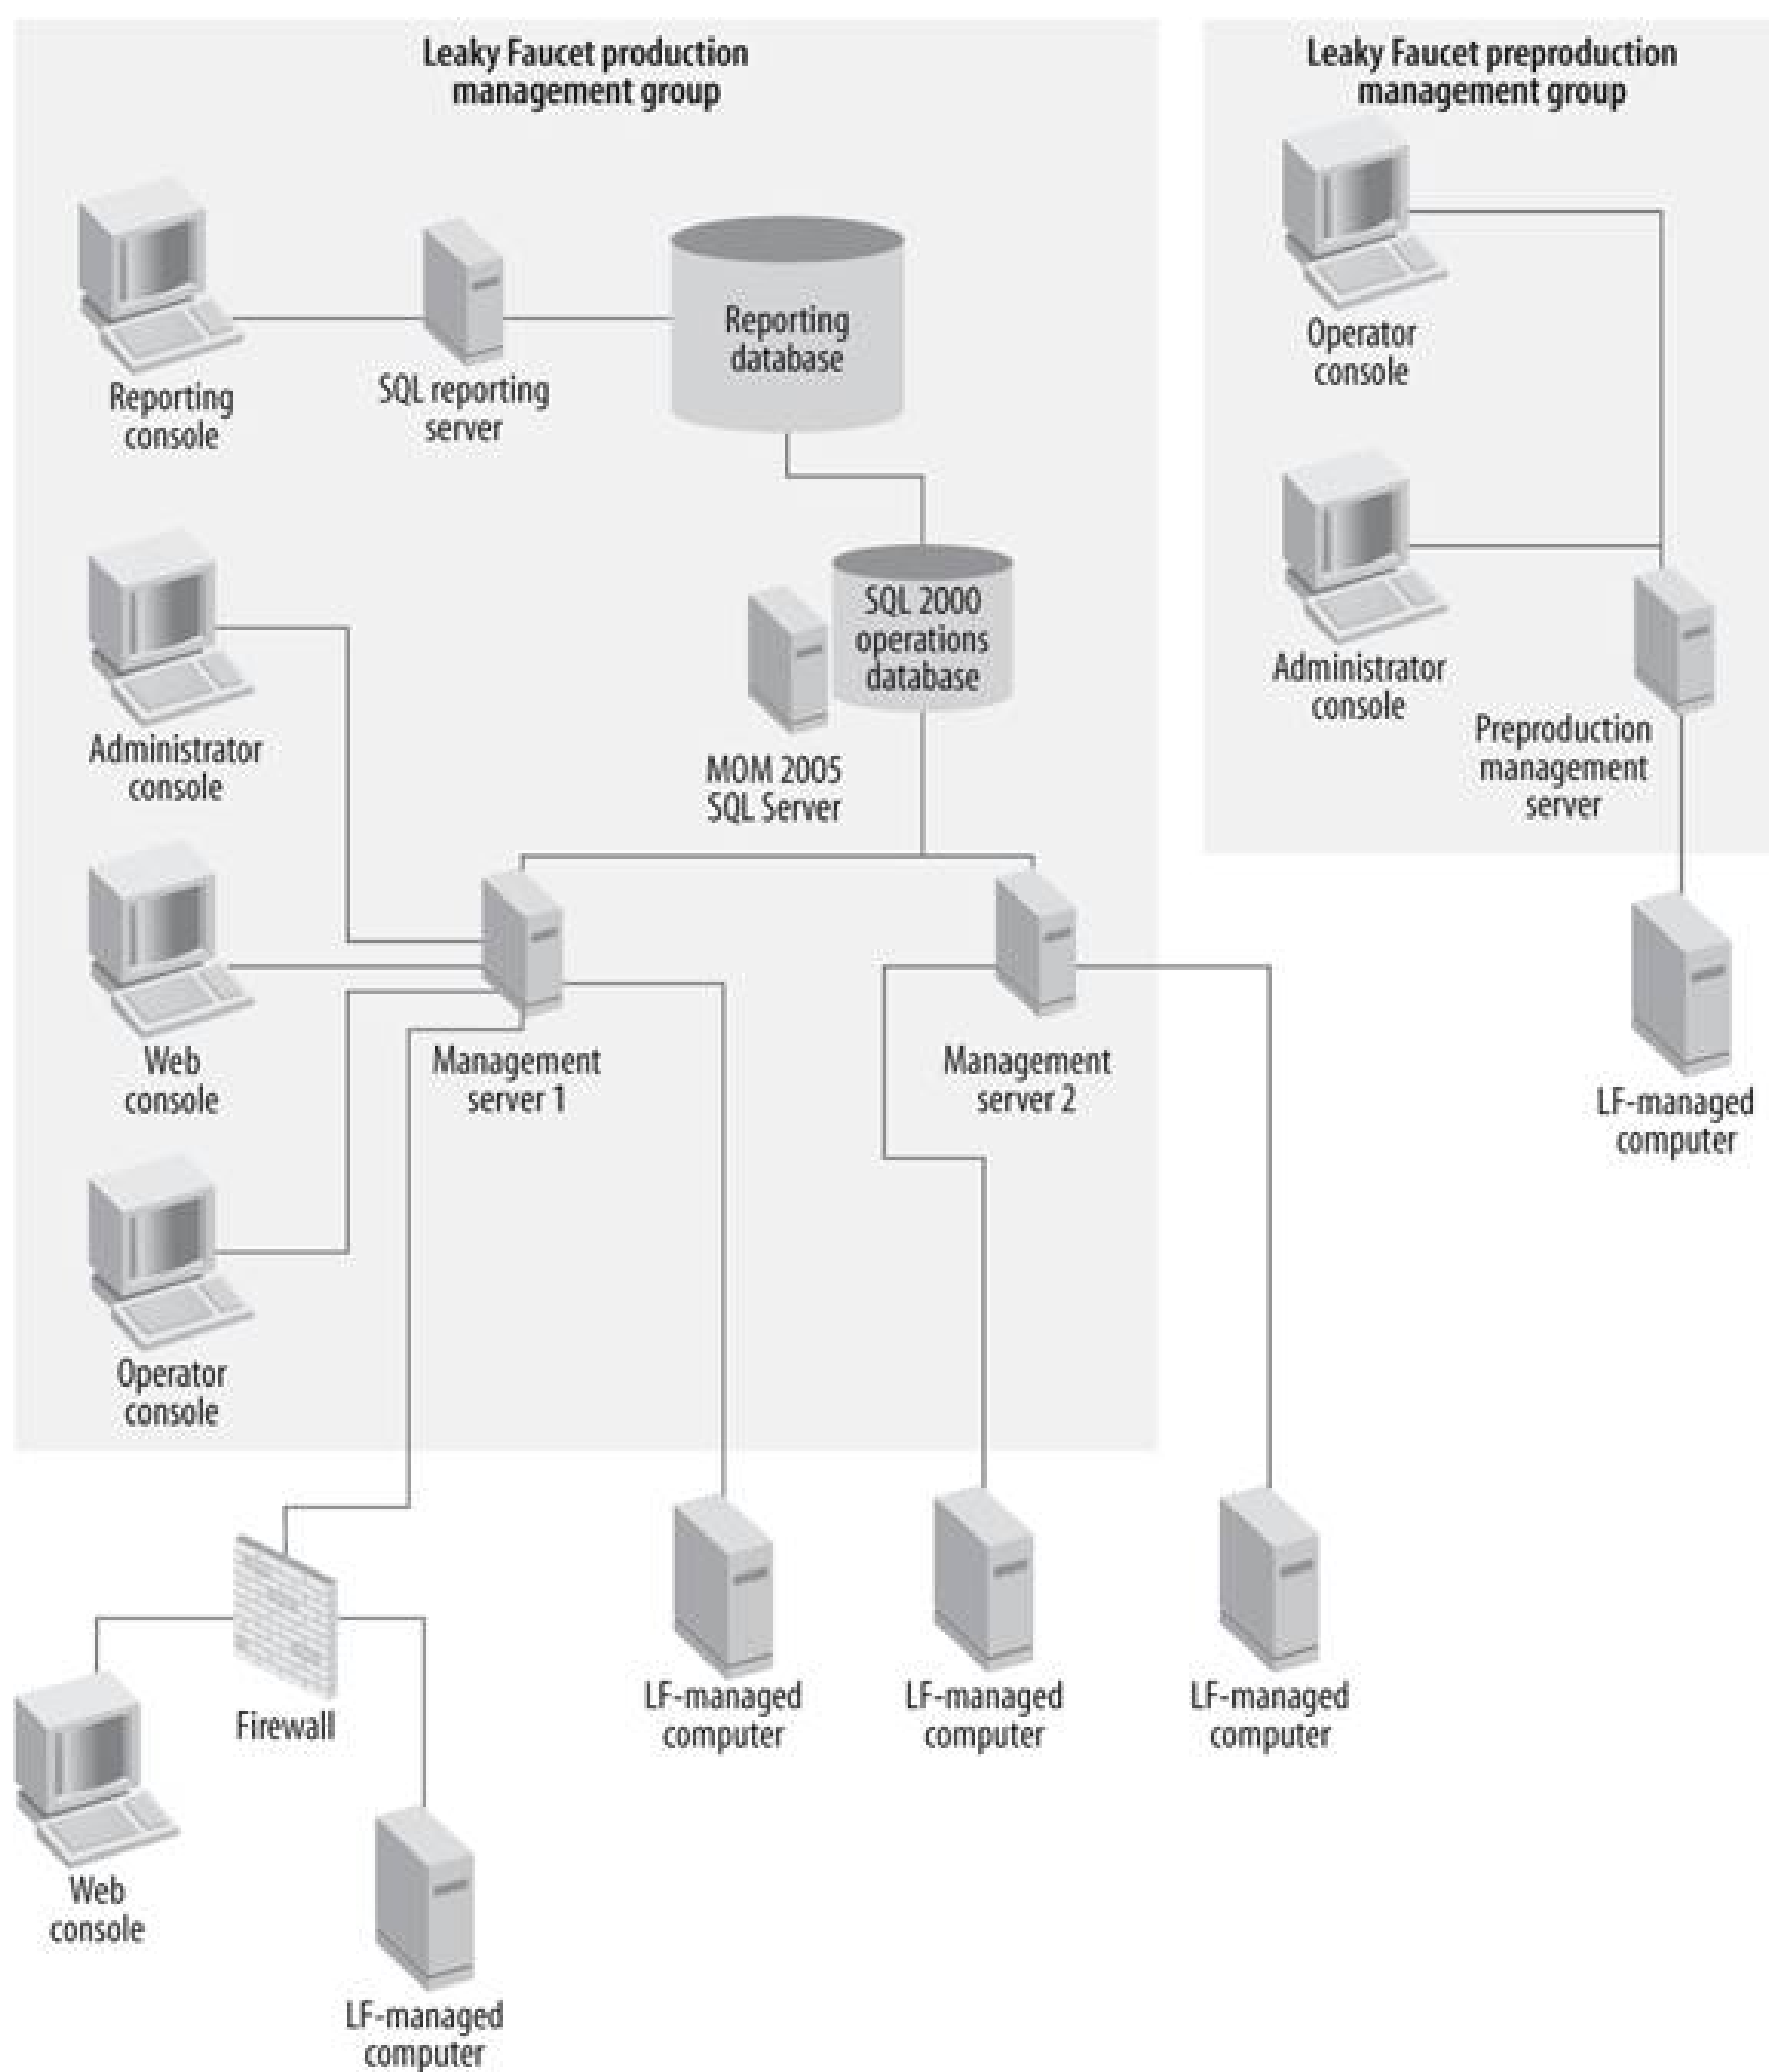 Leaky Faucet production
management group
Leaky Faucet preproduction
management group
Reporting
console
SQL reporting
server
Reporting
database
Operator
console
Administrator
console
SQL 2000
operations
database
MOM 2005
SQL Server
Administrator
console
Preproduction
management
server
Web
console
Management
server 1
Management
server 2
LF-managed
computer
Operator
console
Firewall
LF-managed
computer
LF-managed
computer
LF-managed
computer
Web
console
LF-managed
computer